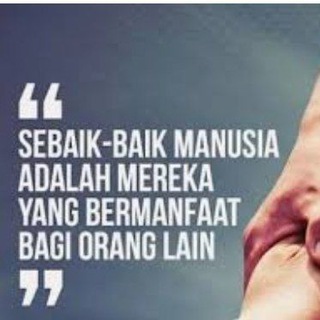 “
SEBAIK-BAIK MANUSIA
ADALAH MEREKA
YANG BERMANFAAT
BAGI ORANG LAIN
”